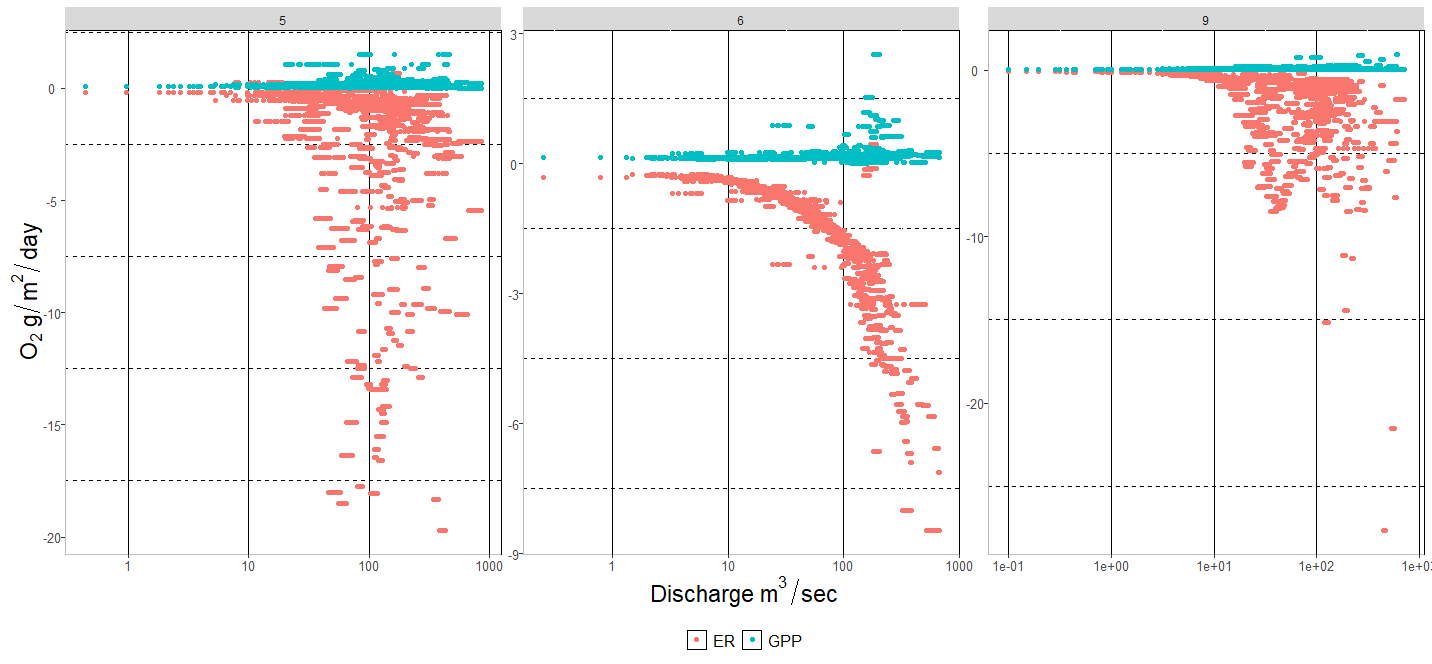 5 6 9
0 3 0
-5 0 -10
-10 -3 -20
-15 -6
-20 -9
O2 g/m2/day
1 10 100 1000 1 10 100 1000 1e-01 1e+00 1e+01 1e+02 1e+0
Discharge m3/sec
ER GPP